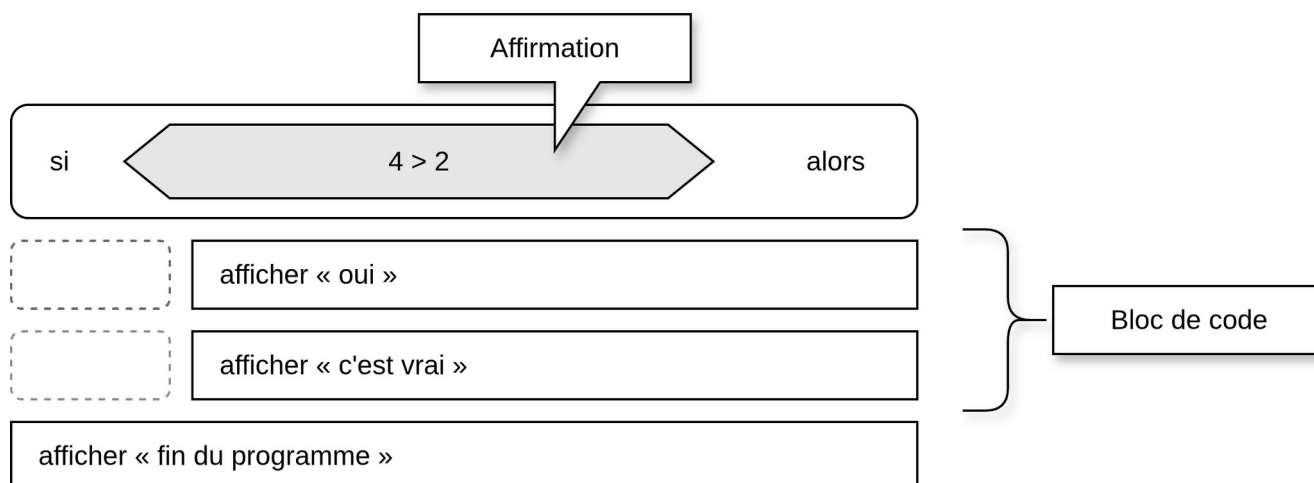 Affirmation
si 4 > 2 alors
afficher « oui »
afficher « c'est vrai »
Bloc de code
afficher « fin du programme »